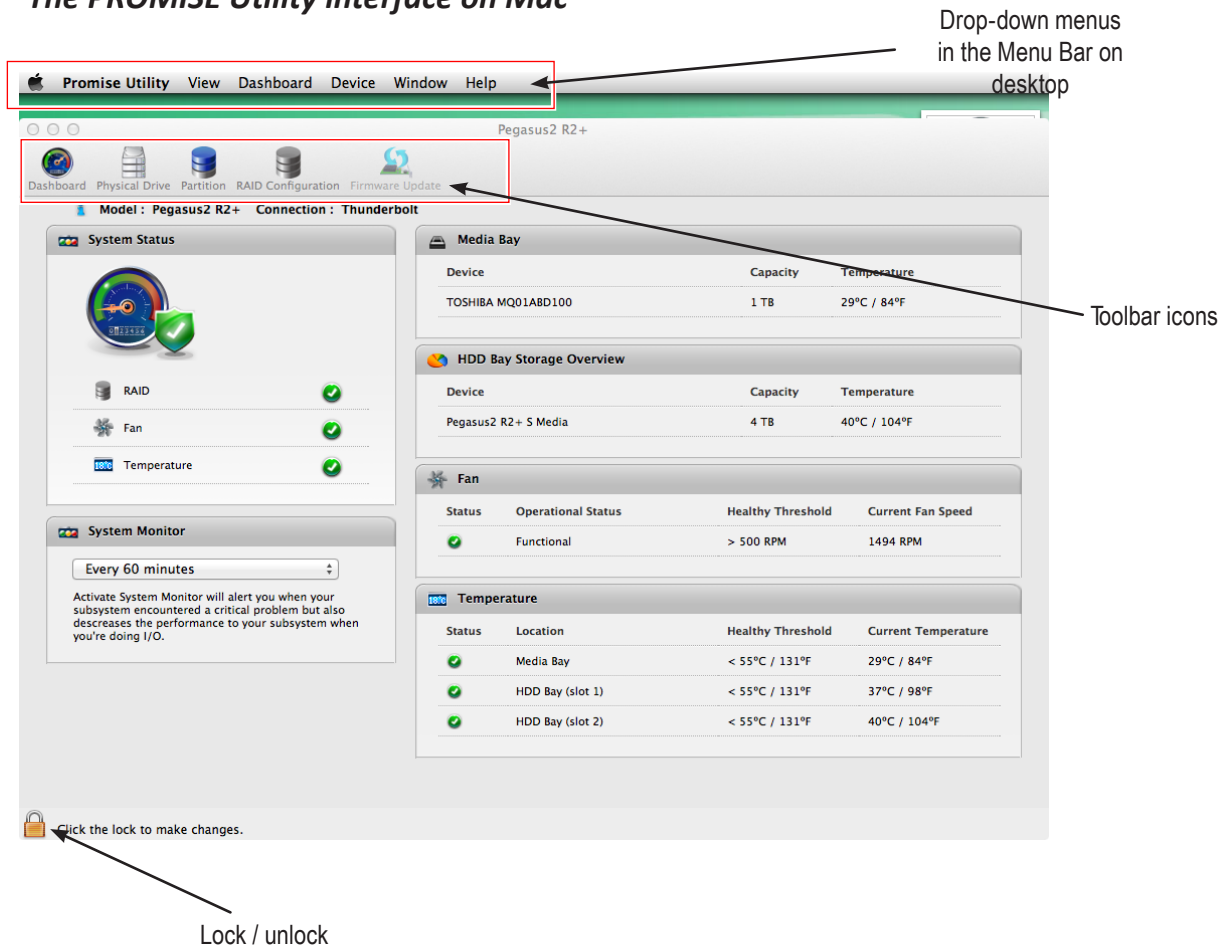 The PROMISE Utility interface on Mac
Drop-down menus
in the Menu Bar on
desktop
Promise Utility View Dashboard Device Window Help
Pegasus2 R2+
Dashboard Physical Drive Partition RAID Configuration Firmware Update
Model : Pegasus2 R2+ Connection : Thunderbolt
System Status
RAID
Fan
18°c Temperature
System Monitor
Every 60 minutes
Activate System Monitor will alert you when your
subsystem encountered a critical problem but also
descreases the performance to your subsystem when
you're doing I/O.
Media Bay
Device Capacity Temperature
TOSHIBA MQ01ABD100 1 TB 29°C / 84°F
HDD Bay Storage Overview
Device Capacity Temperature
Pegasus2 R2+ S Media 4 TB 40°C / 104°F
Fan
Status Operational Status Healthy Threshold Current Fan Speed
Functional > 500 RPM 1494 RPM
18°c Temperature
Status Location Healthy Threshold Current Temperature
Media Bay < 55°C / 131°F 29°C / 84°F
HDD Bay (slot 1) < 55°C / 131°F 37°C / 98°F
HDD Bay (slot 2) < 55°C / 131°F 40°C / 104°F
Toolbar icons
Click the lock to make changes.
Lock / unlock